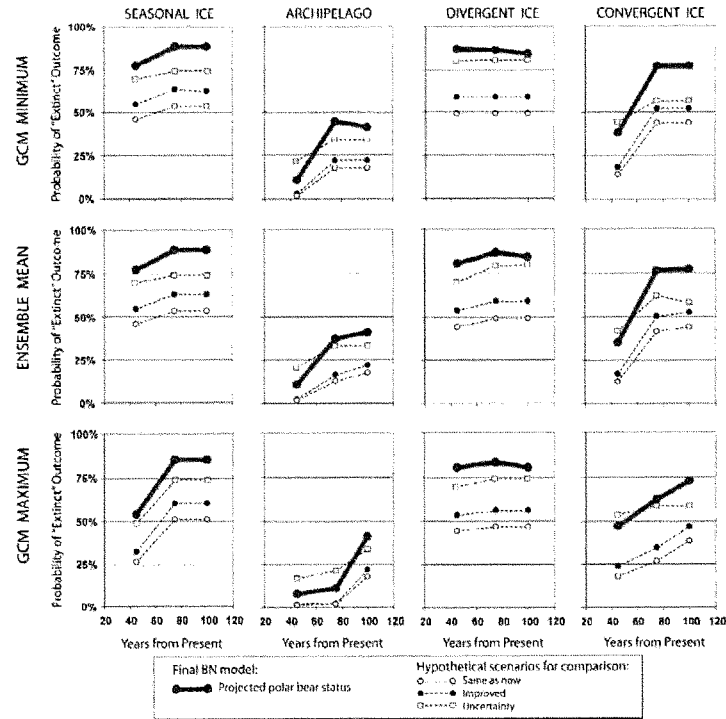 SEASONAL ICE ARCHIPELAGO DIVERGENT ICE CONVERGENT ICE
GCM MINIMUM
Probability of "Extinct" Outcome
100%
75%
50%
25%
0%
ENSEMBLE MEAN
Probability of "Extinct" Outcome
100%
75%
50%
25%
0%
GCM MAXIMUM
Probability of "Extinct" Outcome
100%
75%
50%
25%
0%
20 40 60 80 100 120 20 40 60 80 100 120 20 40 60 80 100 120 20 40 60 80 100 120
Years from Present Years from Present Years from Present Years from Present
Final BN model:
Projected polar bear status
Hypothetical scenarios for comparison:
Same as now
Improved
Uncertainty